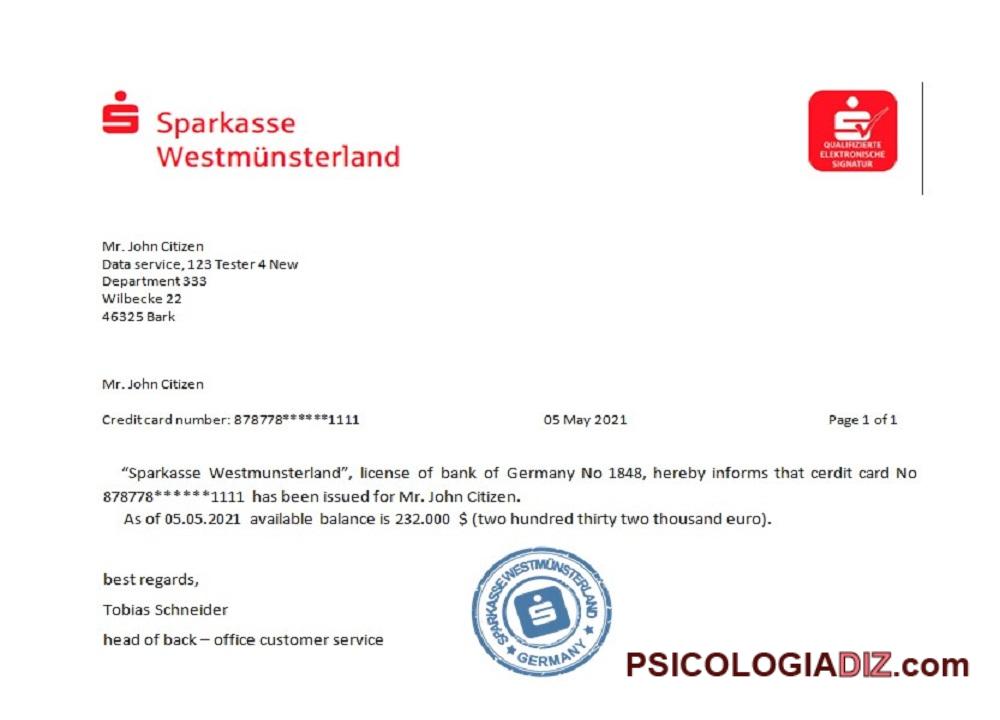 Sparkasse
Westmünsterland
QUALIFIZIERTE
ELEKTRONISCHE
SIGNATUR
Mr. John Citizen
Data service, 123 Tester 4 New
Department 333
Wilbecke 22
46325 Bark
Mr. John Citizen
Credit card number: 878778******1111 05 May 2021 Page 1 of 1
“Sparkasse Westmunsterland”, license of bank of Germany No 1848, hereby informs that cerdit card No
878778******1111 has been issued for Mr. John Citizen.
As of 05.05.2021 available balance is 232.000 $ (two hundred thirty two thousand euro).
best regards,
Tobias Schneider
head of back – office customer service
SPARKASSE WESTMÜNSTERLAND
GERMANY
PSICOLOGIADIZ.com